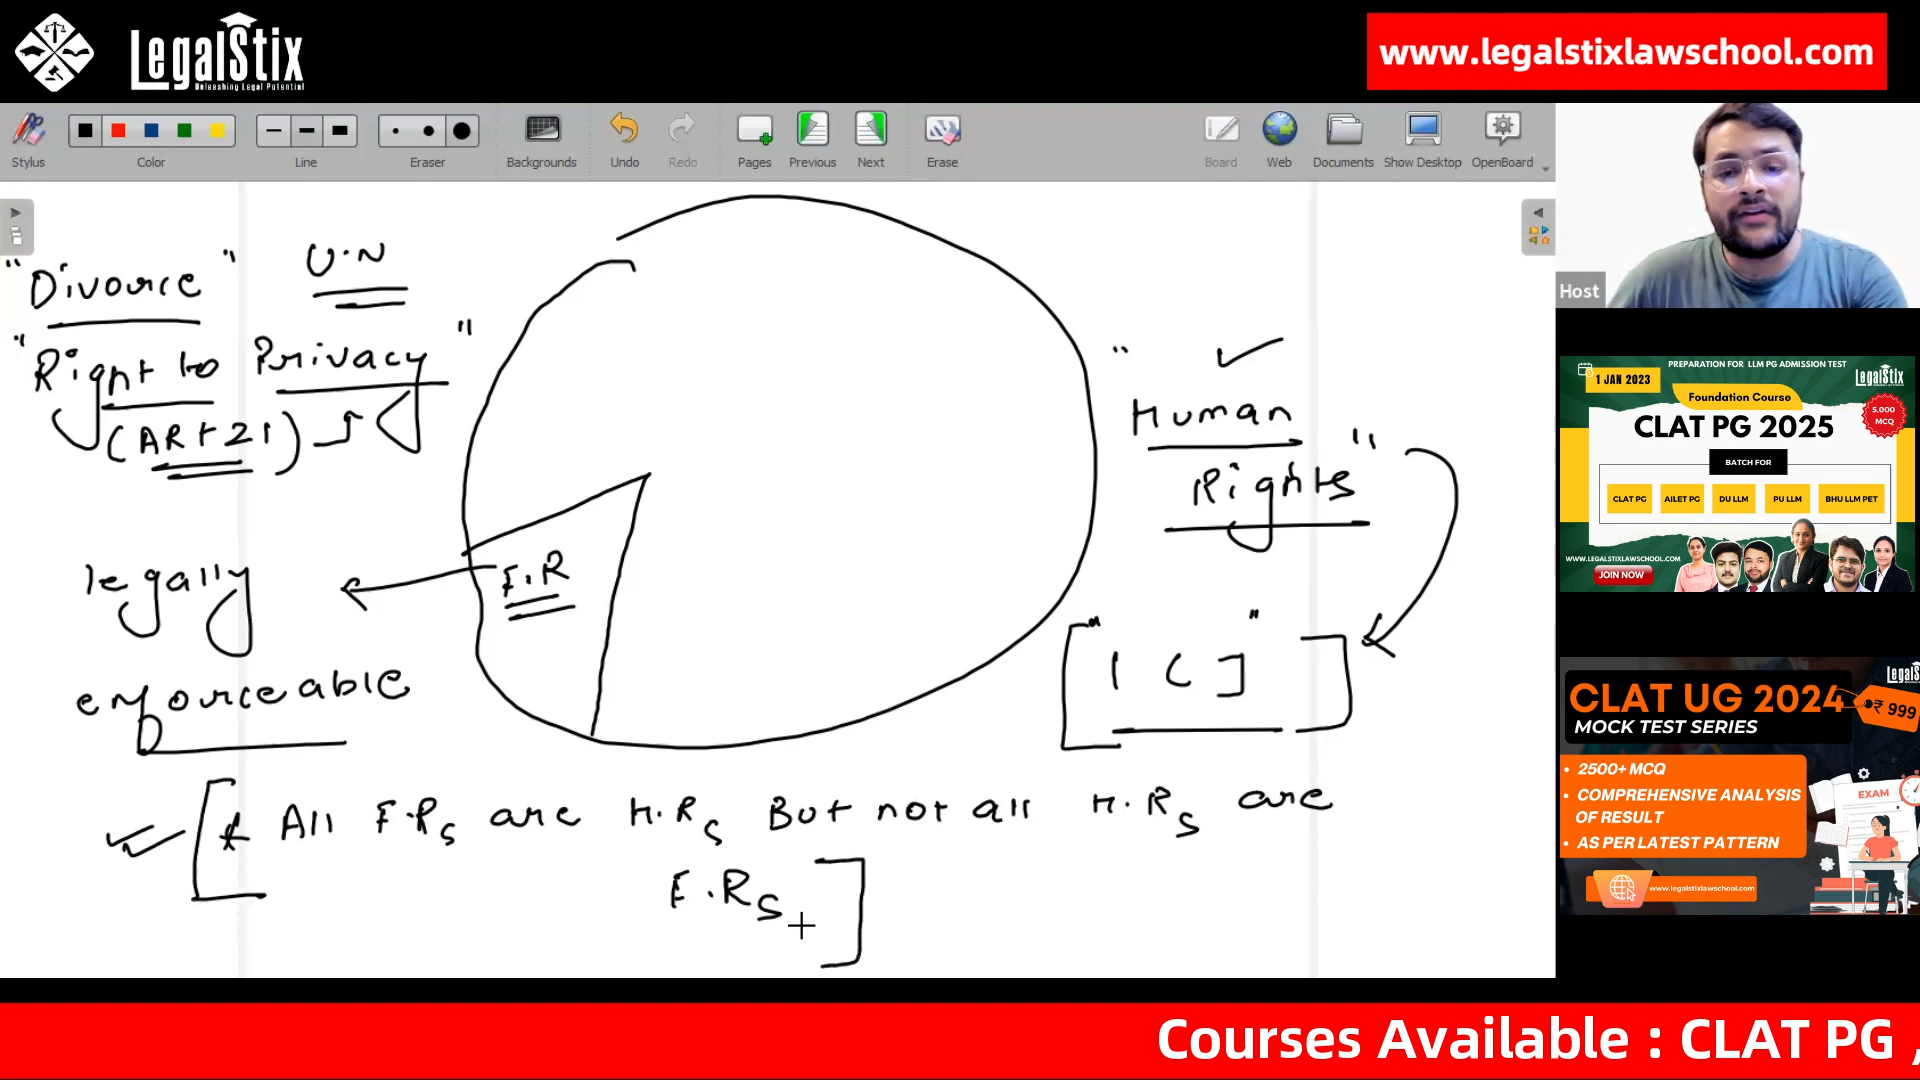 LegalStix
Unleashing Legal Potential
www.legalstixlawschool.com
Stylus
Color
Line
Eraser
Backgrounds
Undo
Redo
Pages
Previous
Next
Erase
Board
Web
Documents
Show Desktop
OpenBoard
"Divource"
U.N
"Right to Privacy"
(ART 21)
legally
enforceable
F.R
"Human
Rights"
["ICJ"]
[* All F.Rs are H.Rs But not all H.Rs are
F.Rs]
Host
PREPARATION FOR LLM PG ADMISSION TEST
1 JAN 2023
LegalStix
Foundation Course
5,000
MCQ
CLAT PG 2025
BATCH FOR
CLAT PG
AILET PG
DU LLM
PU LLM
BHU LLM PET
WWW.LEGALSTIXLAWSCHOOL.COM
JOIN NOW
LegalS
CLAT UG 2024
₹ 999
MOCK TEST SERIES
• 2500+ MCQ
• COMPREHENSIVE ANALYSIS
OF RESULT
• AS PER LATEST PATTERN
EXAM
www.legalstixlawschool.com
Courses Available : CLAT PG ,